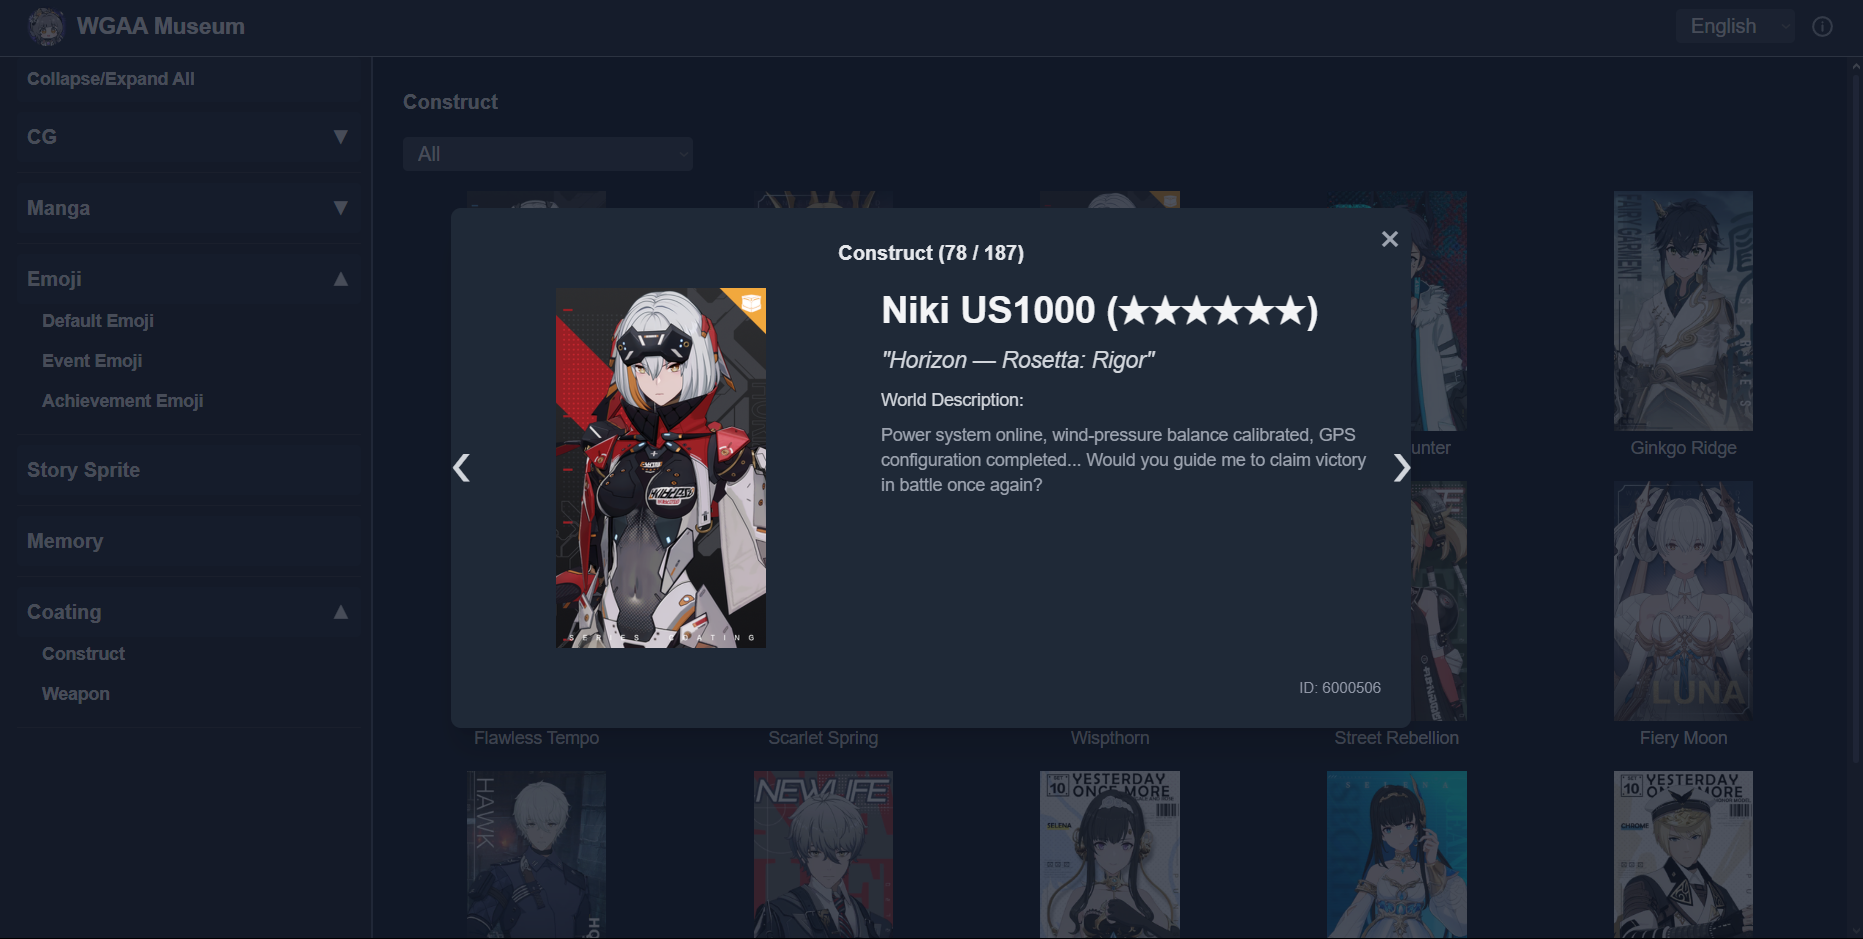 WGAA Museum
English
Collapse/Expand All
CG
Manga
Emoji
Default Emoji
Event Emoji
Achievement Emoji
Story Sprite
Memory
Coating
Construct
Weapon
Construct
All
Construct (78 / 187)
Niki US1000 (★★★★★★)
"Horizon — Rosetta: Rigor"
World Description:
Power system online, wind-pressure balance calibrated, GPS
configuration completed... Would you guide me to claim victory
in battle once again?
SERIES COATING
ID: 6000506
FAIRY GARMENT
unter
Ginkgo Ridge
LUNA
Flawless Tempo
Scarlet Spring
Wispthorn
Street Rebellion
Fiery Moon
HAWK
NEW LIFE
10
YESTERDAY
ONCE MORE
SELENA
10
YESTERDAY
ONCE MORE
CHROME